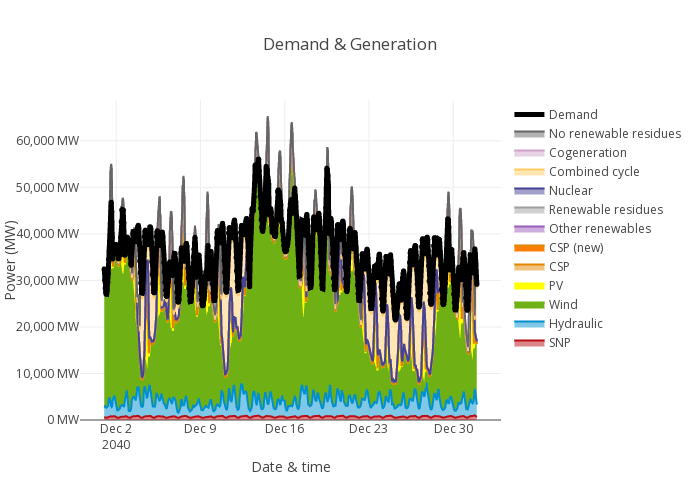 Demand & Generation
60,000 MW
50,000 MW
40,000 MW
30,000 MW
20,000 MW
10,000 MW
0 MW
Power (MW)
Dec 2
2040
Dec 9
Dec 16
Dec 23
Dec 30
Date & time
Demand
No renewable residues
Cogeneration
Combined cycle
Nuclear
Renewable residues
Other renewables
CSP (new)
CSP
PV
Wind
Hydraulic
SNP